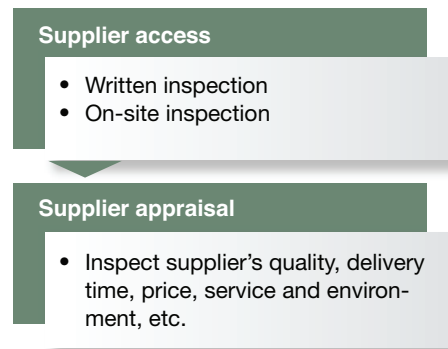 Supplier access
• Written inspection
• On-site inspection
Supplier appraisal
• Inspect supplier's quality, delivery
time, price, service and environ-
ment, etc.